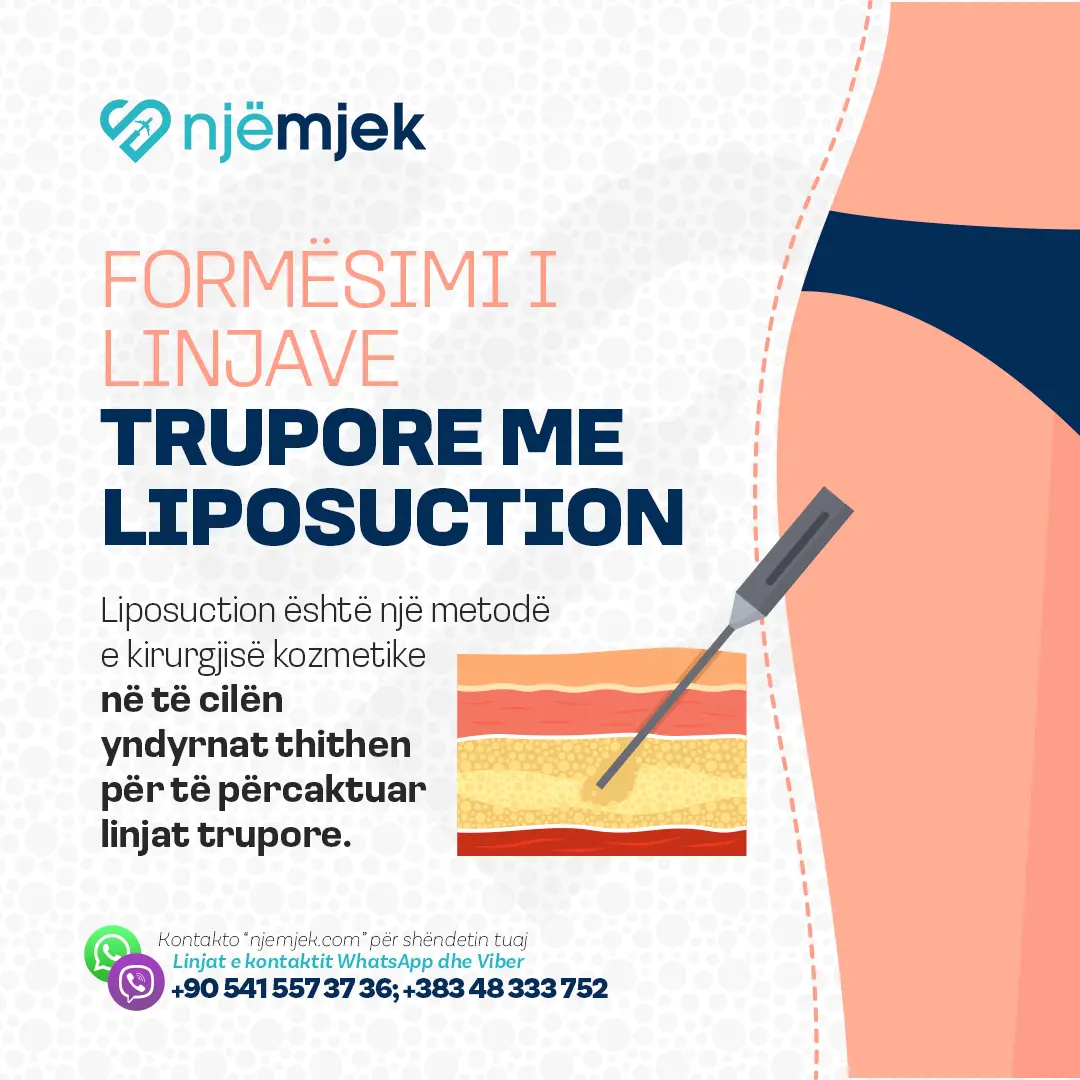 njëmjek
FORMËSIMI I
LINJAVE
TRUPORE ME
LIPOSUCTION
Liposuction është një metodë
e kirurgjisë kozmetike
në të cilën
yndyrnat thithen
për të përcaktuar
linjat trupore.
Kontakto “njemjek.com” për shëndetin tuaj
Linjat e kontaktit WhatsApp dhe Viber
+90 541 557 37 36; +383 48 333 752